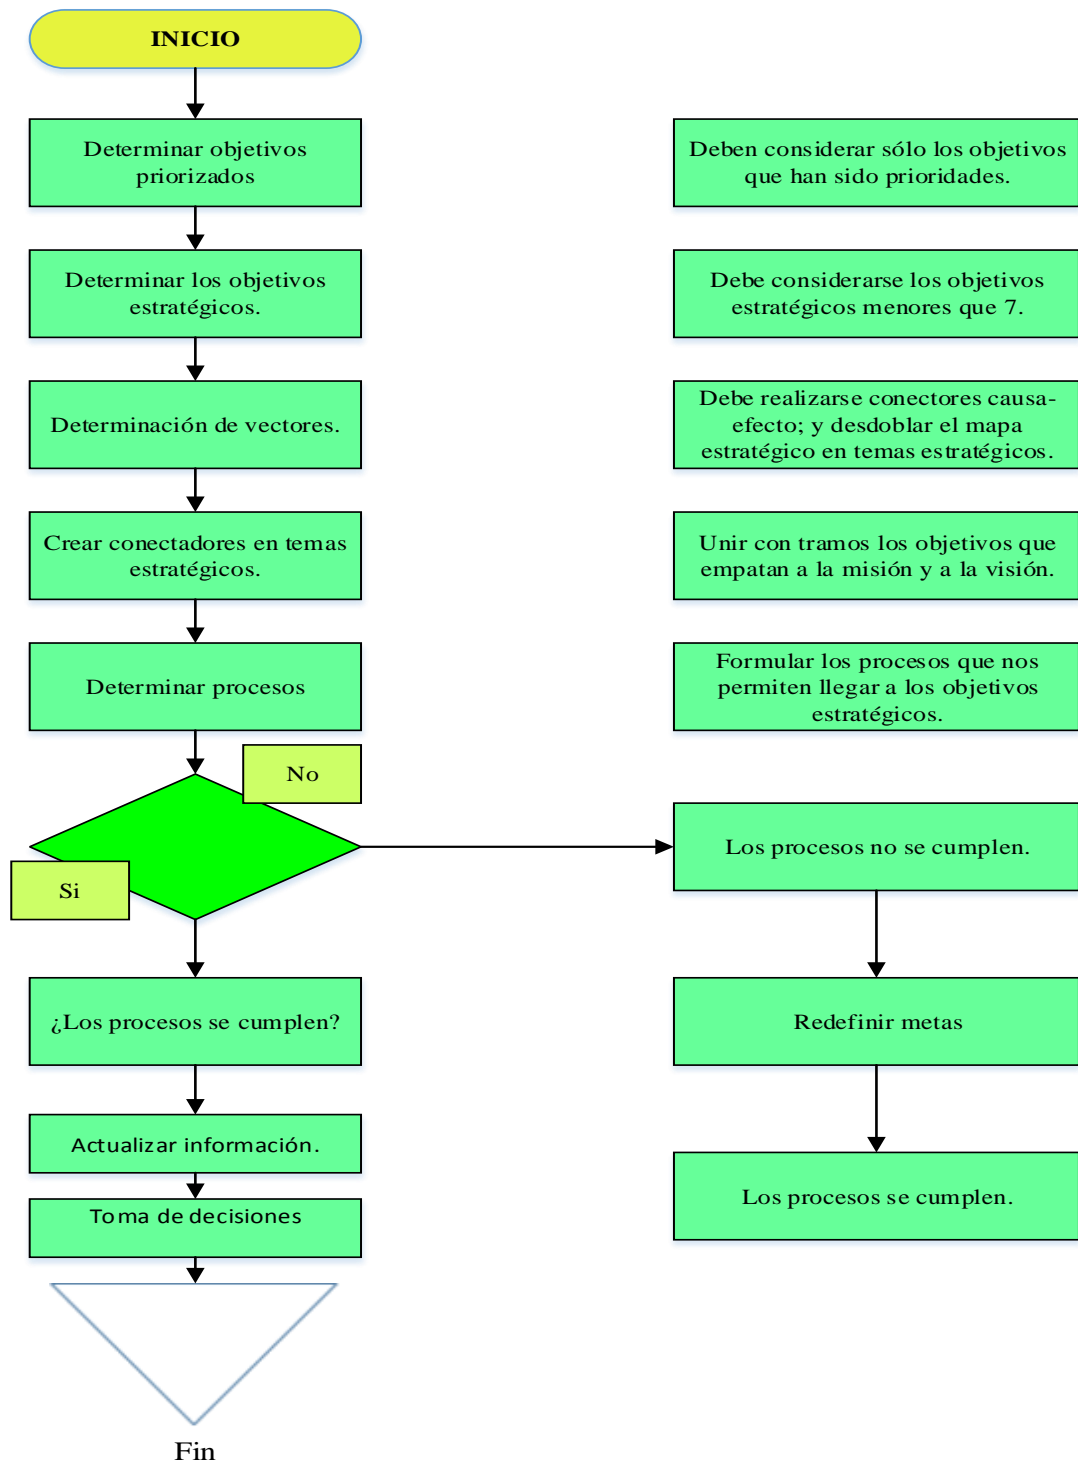 INICIO
Determinar objetivos
priorizados
Deben considerar sólo los objetivos
que han sido prioridades.
Determinar los objetivos
estratégicos.
Debe considerarse los objetivos
estratégicos menores que 7.
Determinación de vectores.
Debe realizarse conectores causa-
efecto; y desdoblar el mapa
estratégico en temas estratégicos.
Crear conectadores en temas
estratégicos.
Unir con tramos los objetivos que
empatan a la misión y a la visión.
Determinar procesos
Formular los procesos que nos
permiten llegar a los objetivos
estratégicos.
No
Si
Los procesos no se cumplen.
¿Los procesos se cumplen?
Redefinir metas
Actualizar información.
Toma de decisiones
Los procesos se cumplen.
Fin